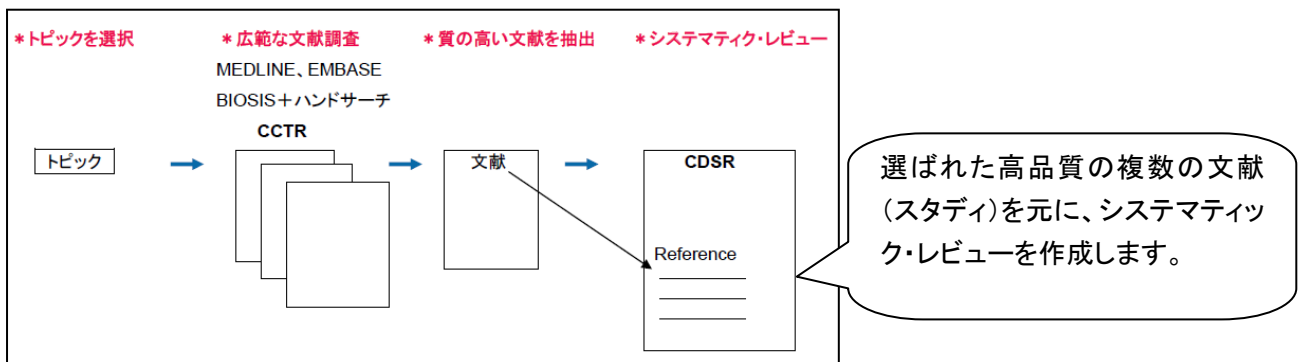 *トピックを選択
*広範な文献調査
*質の高い文献を抽出
*システマティク・レビュー
MEDLINE、EMBASE
BIOSIS+ハンドサーチ
CCTR
トピック
文献
CDSR
Reference
選ばれた高品質の複数の文献
(スタディ)を元に、システマティッ
ク・レビューを作成します。